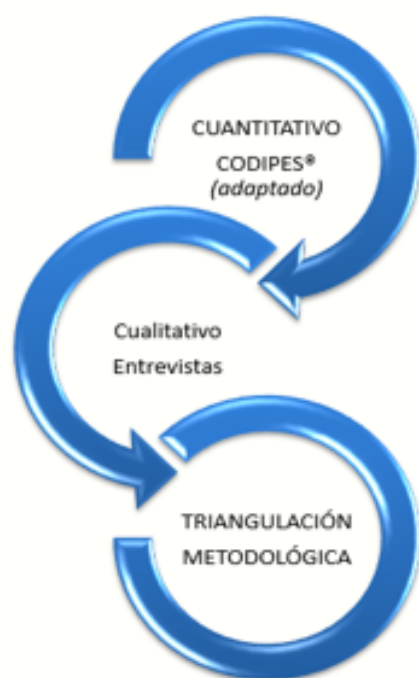 CUANTITATIVO
CODIPES®
(adaptado)
Cualitativo
Entrevistas
TRIANGULACIÓN
METODOLÓGICA